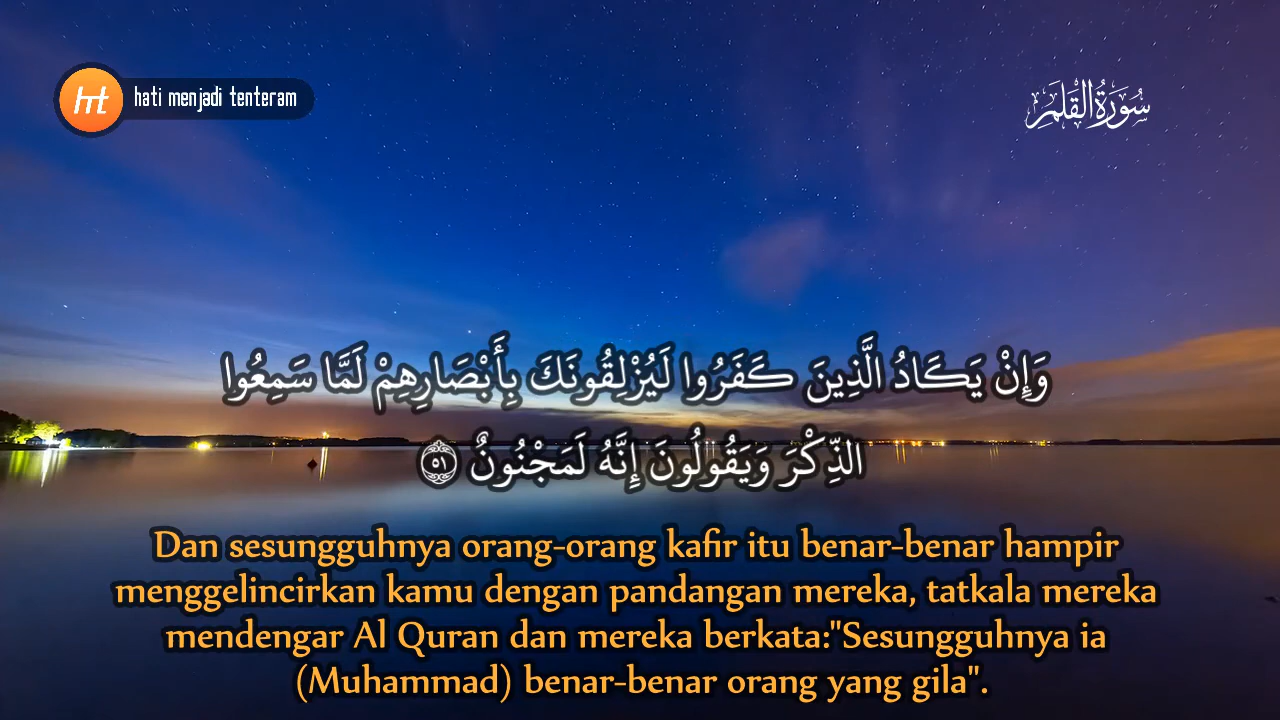 ht hati menjadi tenteram
سُورَةُ القَلَمِ
وَإِنْ يَكَادُ الَّذِينَ كَفَرُوا لَيُزْلِقُونَكَ بِأَبْصَارِهِمْ لَمَّا سَمِعُوا
الذِّكْرَ وَيَقُولُونَ إِنَّهُ لَمَجْنُونٌ ٥١
Dan sesungguhnya orang-orang kafir itu benar-benar hampir
menggelincirkan kamu dengan pandangan mereka, tatkala mereka
mendengar Al Quran dan mereka berkata:"Sesungguhnya ia
(Muhammad) benar-benar orang yang gila".